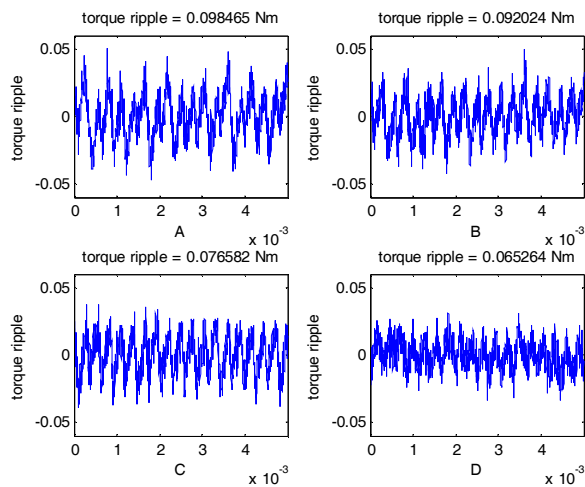 torque ripple = 0.098465 Nm
torque ripple
0.05
0
-0.05
0 1 2 3 4
x 10^-3
A
torque ripple = 0.092024 Nm
torque ripple
0.05
0
-0.05
0 1 2 3 4
x 10^-3
B
torque ripple = 0.076582 Nm
torque ripple
0.05
0
-0.05
0 1 2 3 4
x 10^-3
C
torque ripple = 0.065264 Nm
torque ripple
0.05
0
-0.05
0 1 2 3 4
x 10^-3
D